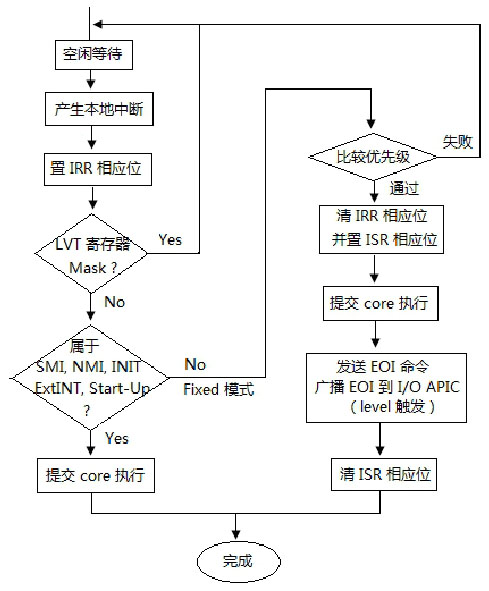 空闲等待
产生本地中断
置 IRR 相应位
LVT 寄存器
Mask ?
Yes
No
属于
SMI, NMI, INIT
ExtINT, Start-Up
?
No
Fixed 模式
Yes
提交 core 执行
比较优先级
失败
通过
清 IRR 相应位
并置 ISR 相应位
提交 core 执行
发送 EOI 命令
广播 EOI 到 I/O APIC
( level 触发 )
清 ISR 相应位
完成